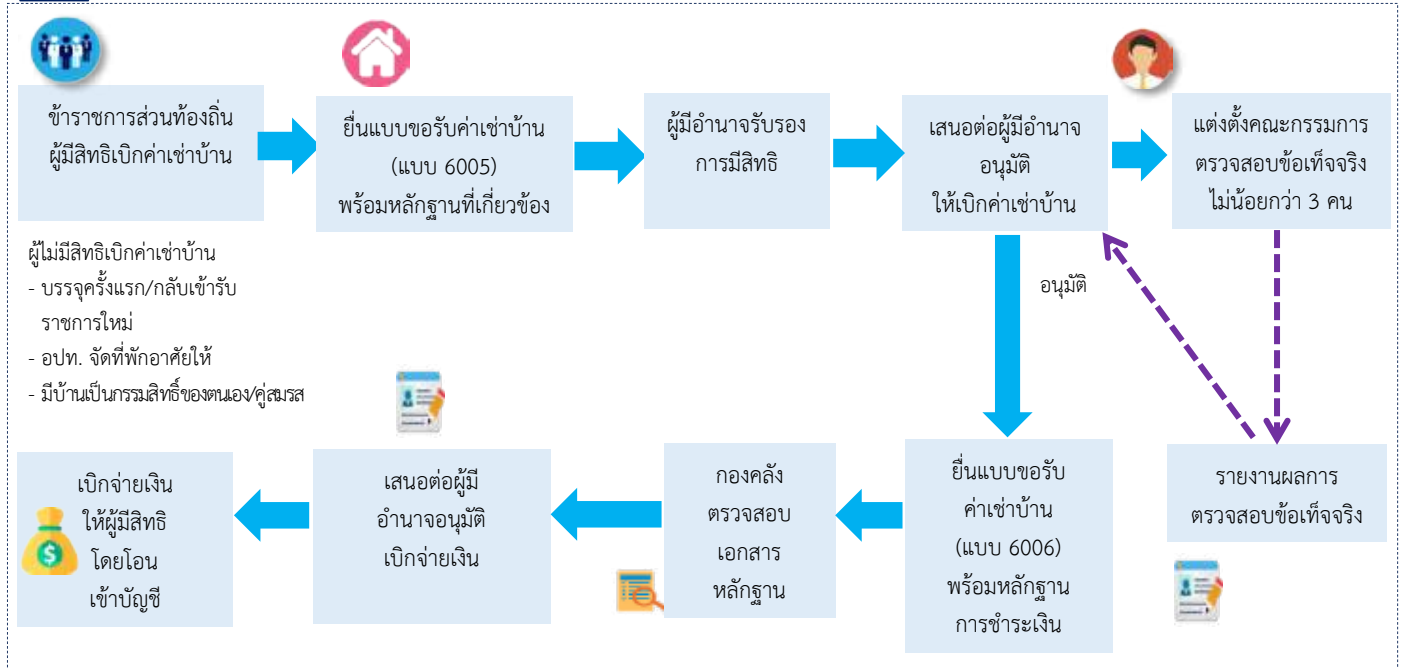 ข้าราชการส่วนท้องถิ่น
ผู้มีสิทธิเบิกค่าเช่าบ้าน
ยื่นแบบขอรับค่าเช่าบ้าน
(แบบ 6005)
พร้อมหลักฐานที่เกี่ยวข้อง
ผู้มีอำนาจรับรอง
การมีสิทธิ
เสนอต่อผู้มีอำนาจ
อนุมัติ
ให้เบิกค่าเช่าบ้าน
แต่งตั้งคณะกรรมการ
ตรวจสอบข้อเท็จจริง
ไม่น้อยกว่า 3 คน
ผู้ไม่มีสิทธิเบิกค่าเช่าบ้าน
- บรรจุครั้งแรก/กลับเข้ารับ
ราชการใหม่
- อปท. จัดที่พักอาศัยให้
- มีบ้านเป็นกรรมสิทธิ์ของตนเอง/คู่สมรส
อนุมัติ
รายงานผลการ
ตรวจสอบข้อเท็จจริง
ยื่นแบบขอรับ
ค่าเช่าบ้าน
(แบบ 6006)
พร้อมหลักฐาน
การชำระเงิน
กองคลัง
ตรวจสอบ
เอกสาร
หลักฐาน
เสนอต่อผู้มี
อำนาจอนุมัติ
เบิกจ่ายเงิน
เบิกจ่ายเงิน
ให้ผู้มีสิทธิ
โดยโอน
เข้าบัญชี